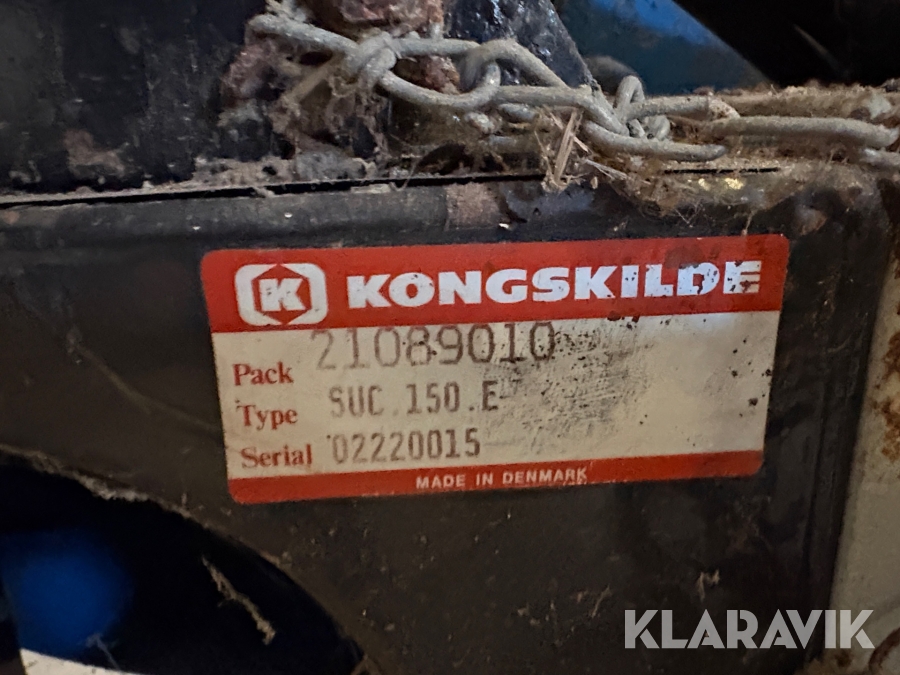 K KONGSKILDE
Pack 21089010
Type SUC.150.E
Serial 02220015
MADE IN DENMARK
KLARAVIK